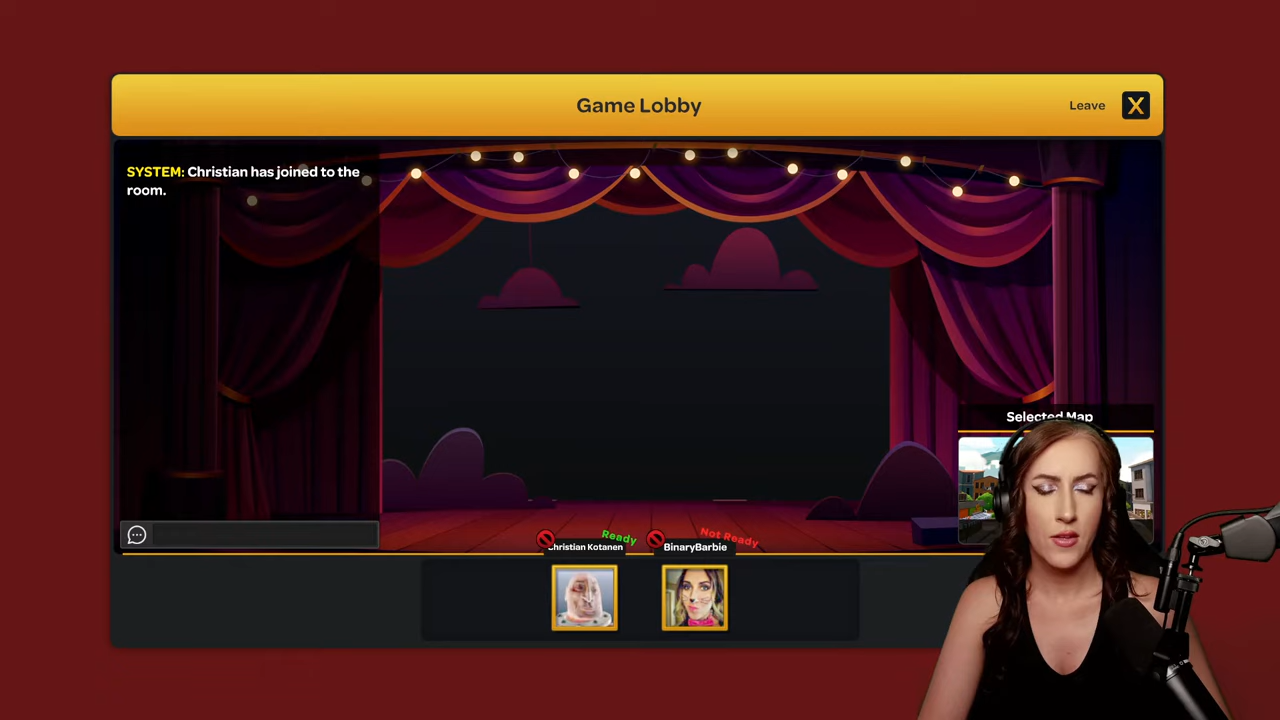 Game Lobby
Leave X
SYSTEM: Christian has joined to the
room.
Selected Map
Ready
Not Ready
Christian Kotanen
BinaryBarbie